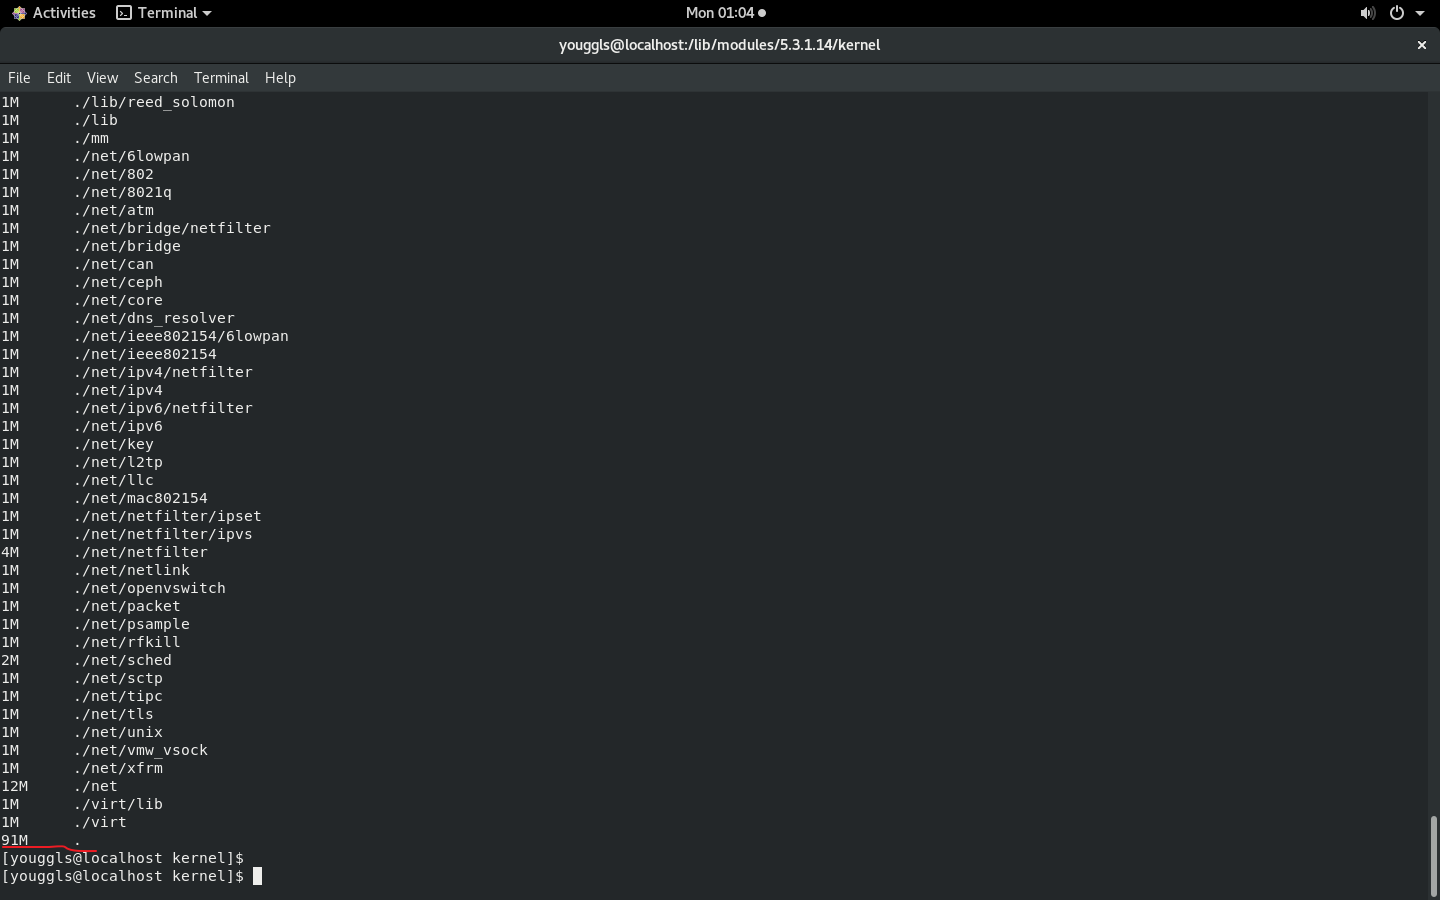 Activities Terminal Mon 01:04
youggls@localhost:/lib/modules/5.3.1.14/kernel
File Edit View Search Terminal Help
1M ./lib/reed_solomon
1M ./lib
1M ./mm
1M ./net/6lowpan
1M ./net/802
1M ./net/8021q
1M ./net/atm
1M ./net/bridge/netfilter
1M ./net/bridge
1M ./net/can
1M ./net/ceph
1M ./net/core
1M ./net/dns_resolver
1M ./net/ieee802154/6lowpan
1M ./net/ieee802154
1M ./net/ipv4/netfilter
1M ./net/ipv4
1M ./net/ipv6/netfilter
1M ./net/ipv6
1M ./net/key
1M ./net/l2tp
1M ./net/llc
1M ./net/mac802154
1M ./net/netfilter/ipset
1M ./net/netfilter/ipvs
4M ./net/netfilter
1M ./net/netlink
1M ./net/openvswitch
1M ./net/packet
1M ./net/psample
1M ./net/rfkill
2M ./net/sched
1M ./net/sctp
1M ./net/tipc
1M ./net/tls
1M ./net/unix
1M ./net/vmw_vsock
1M ./net/xfrm
12M ./net
1M ./virt/lib
1M ./virt
91M .
[youggls@localhost kernel]$
[youggls@localhost kernel]$